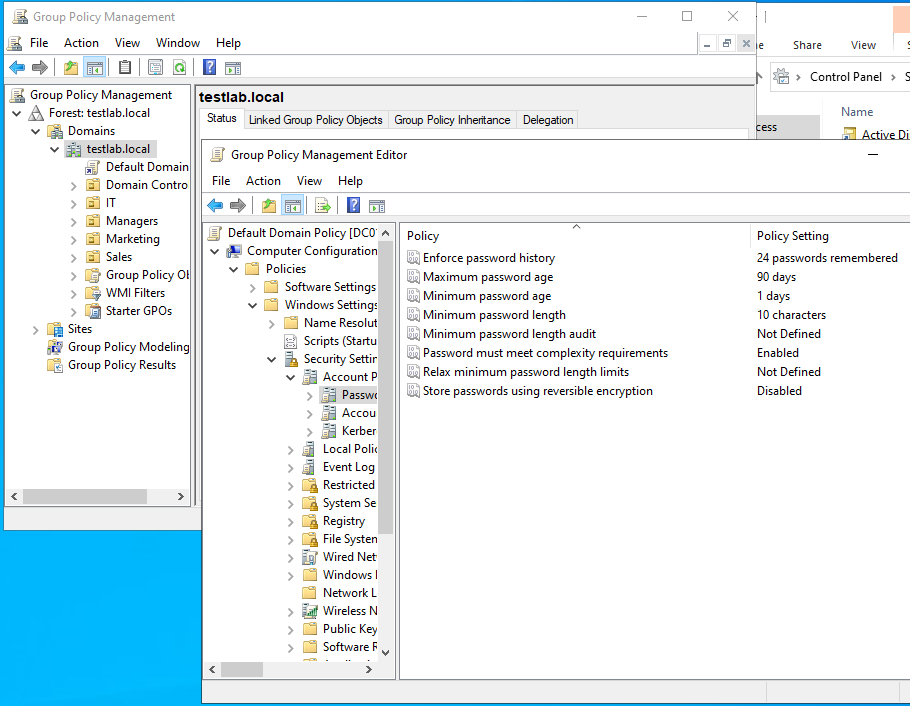 Group Policy Management
File Action View Window Help
Group Policy Management
Forest: testlab.local
Domains
testlab.local
Default Domain
Domain Contro
IT
Managers
Marketing
Sales
Group Policy Ob
WMI Filters
Starter GPOs
Sites
Group Policy Modeling
Group Policy Results
testlab.local
Status Linked Group Policy Objects Group Policy Inheritance Delegation
Share View
Control Panel
Name
cess
Active Di
Group Policy Management Editor
File Action View Help
Default Domain Policy [DC0
Computer Configuration
Policies
Software Settings
Windows Settings
Name Resolut
Scripts (Startu
Security Settin
Account P
Passwo
Accou
Kerber
Local Polic
Event Log
Restricted
System Se
Registry
File System
Wired Net
Windows
Network L
Wireless N
Public Key
Software R
Policy Policy Setting
Enforce password history 24 passwords remembered
Maximum password age 90 days
Minimum password age 1 days
Minimum password length 10 characters
Minimum password length audit Not Defined
Password must meet complexity requirements Enabled
Relax minimum password length limits Not Defined
Store passwords using reversible encryption Disabled